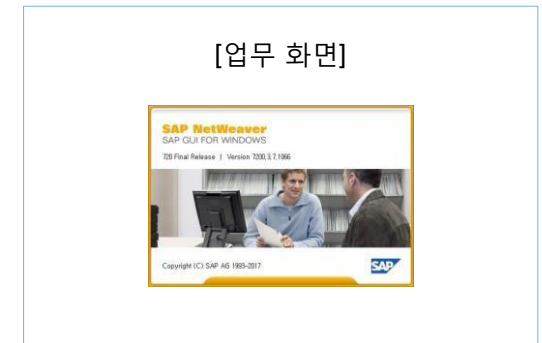 [업무 화면]
SAP NetWeaver
SAP GUI FOR WINDOWS
720 Final Release | Version 7200.3.7.1066
Copyright (C) SAP AG 1993-2017
SAP